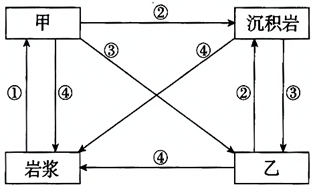 甲 ② 沉积岩
③ ④
① ④ ② ③
④
岩浆 乙